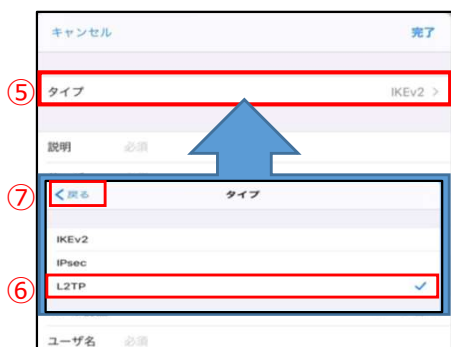 キャンセル 完了
⑤ タイプ IKEv2 >
説明 必須
⑦ <戻る タイプ
IKEv2
IPsec
⑥ L2TP ✓
ユーザ名 必須